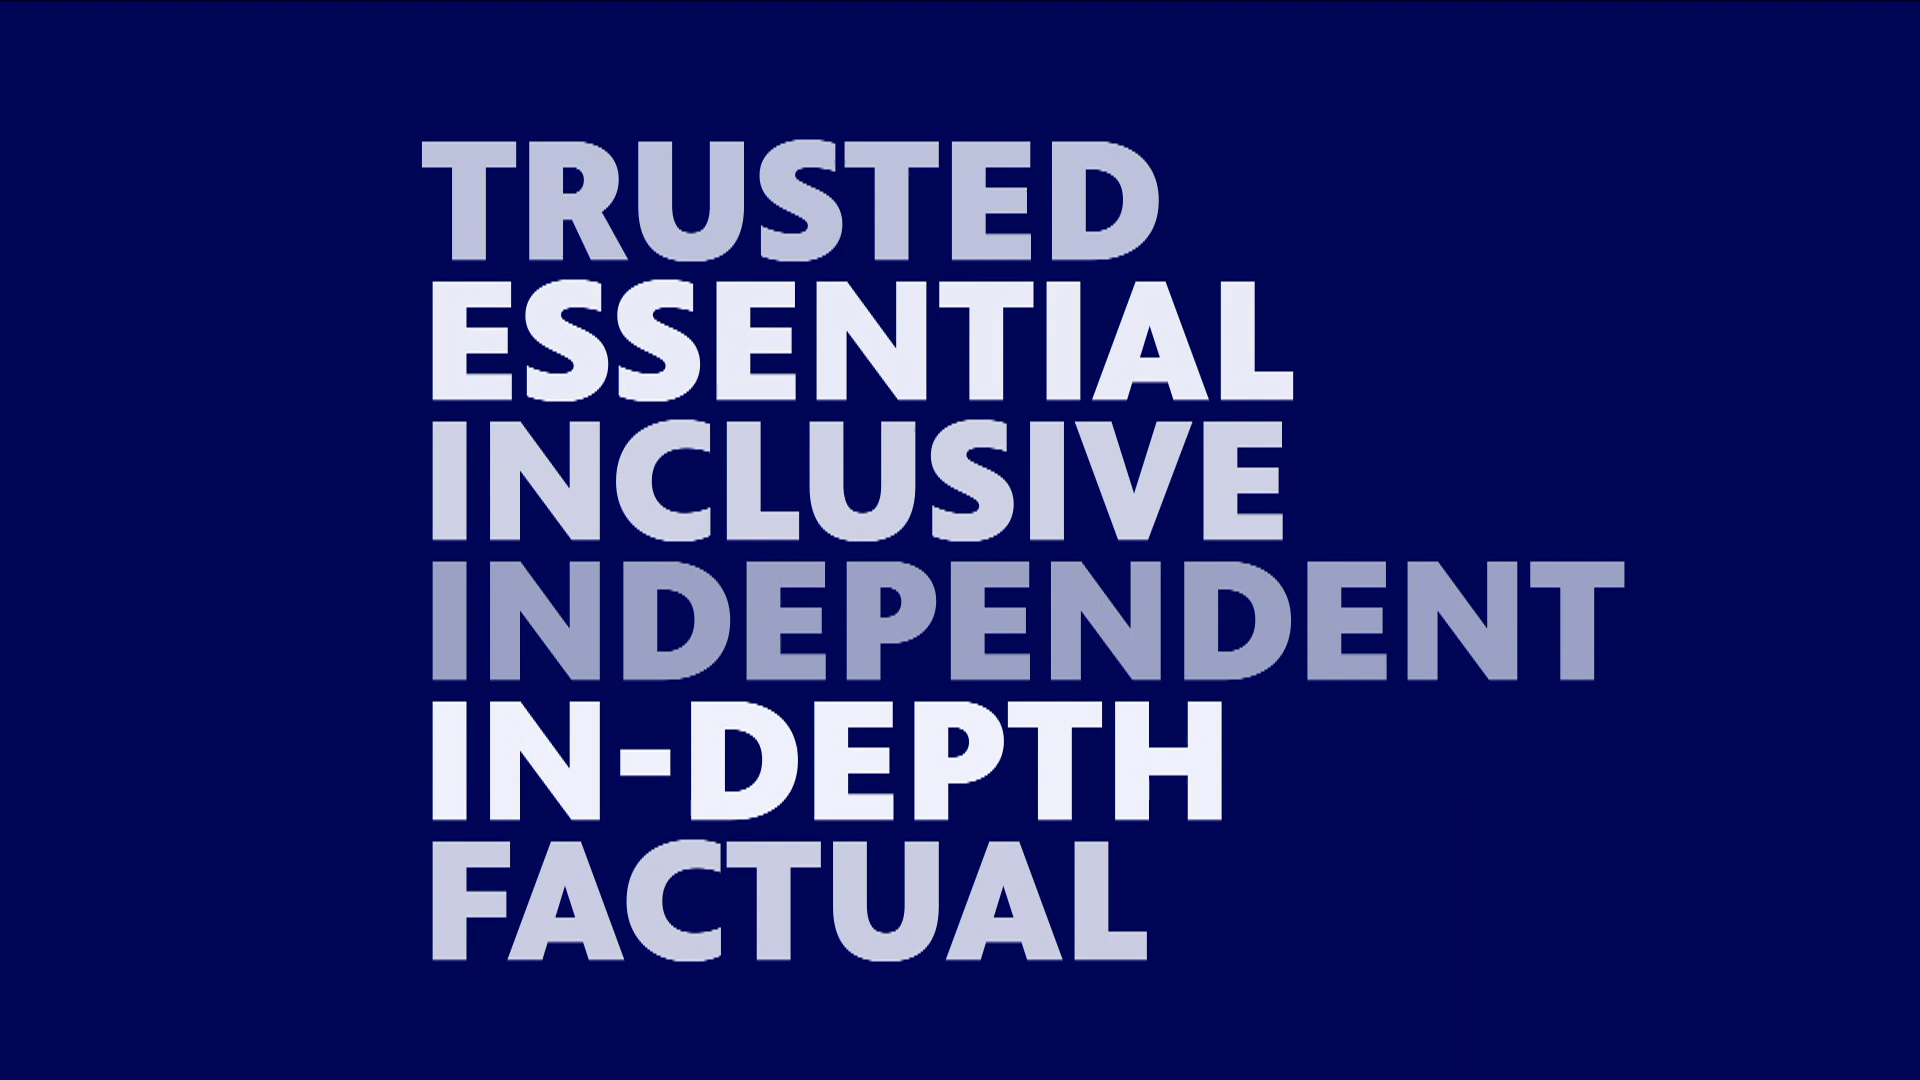 TRUSTED
ESSENTIAL
INCLUSIVE
INDEPENDENT
IN-DEPTH
FACTUAL